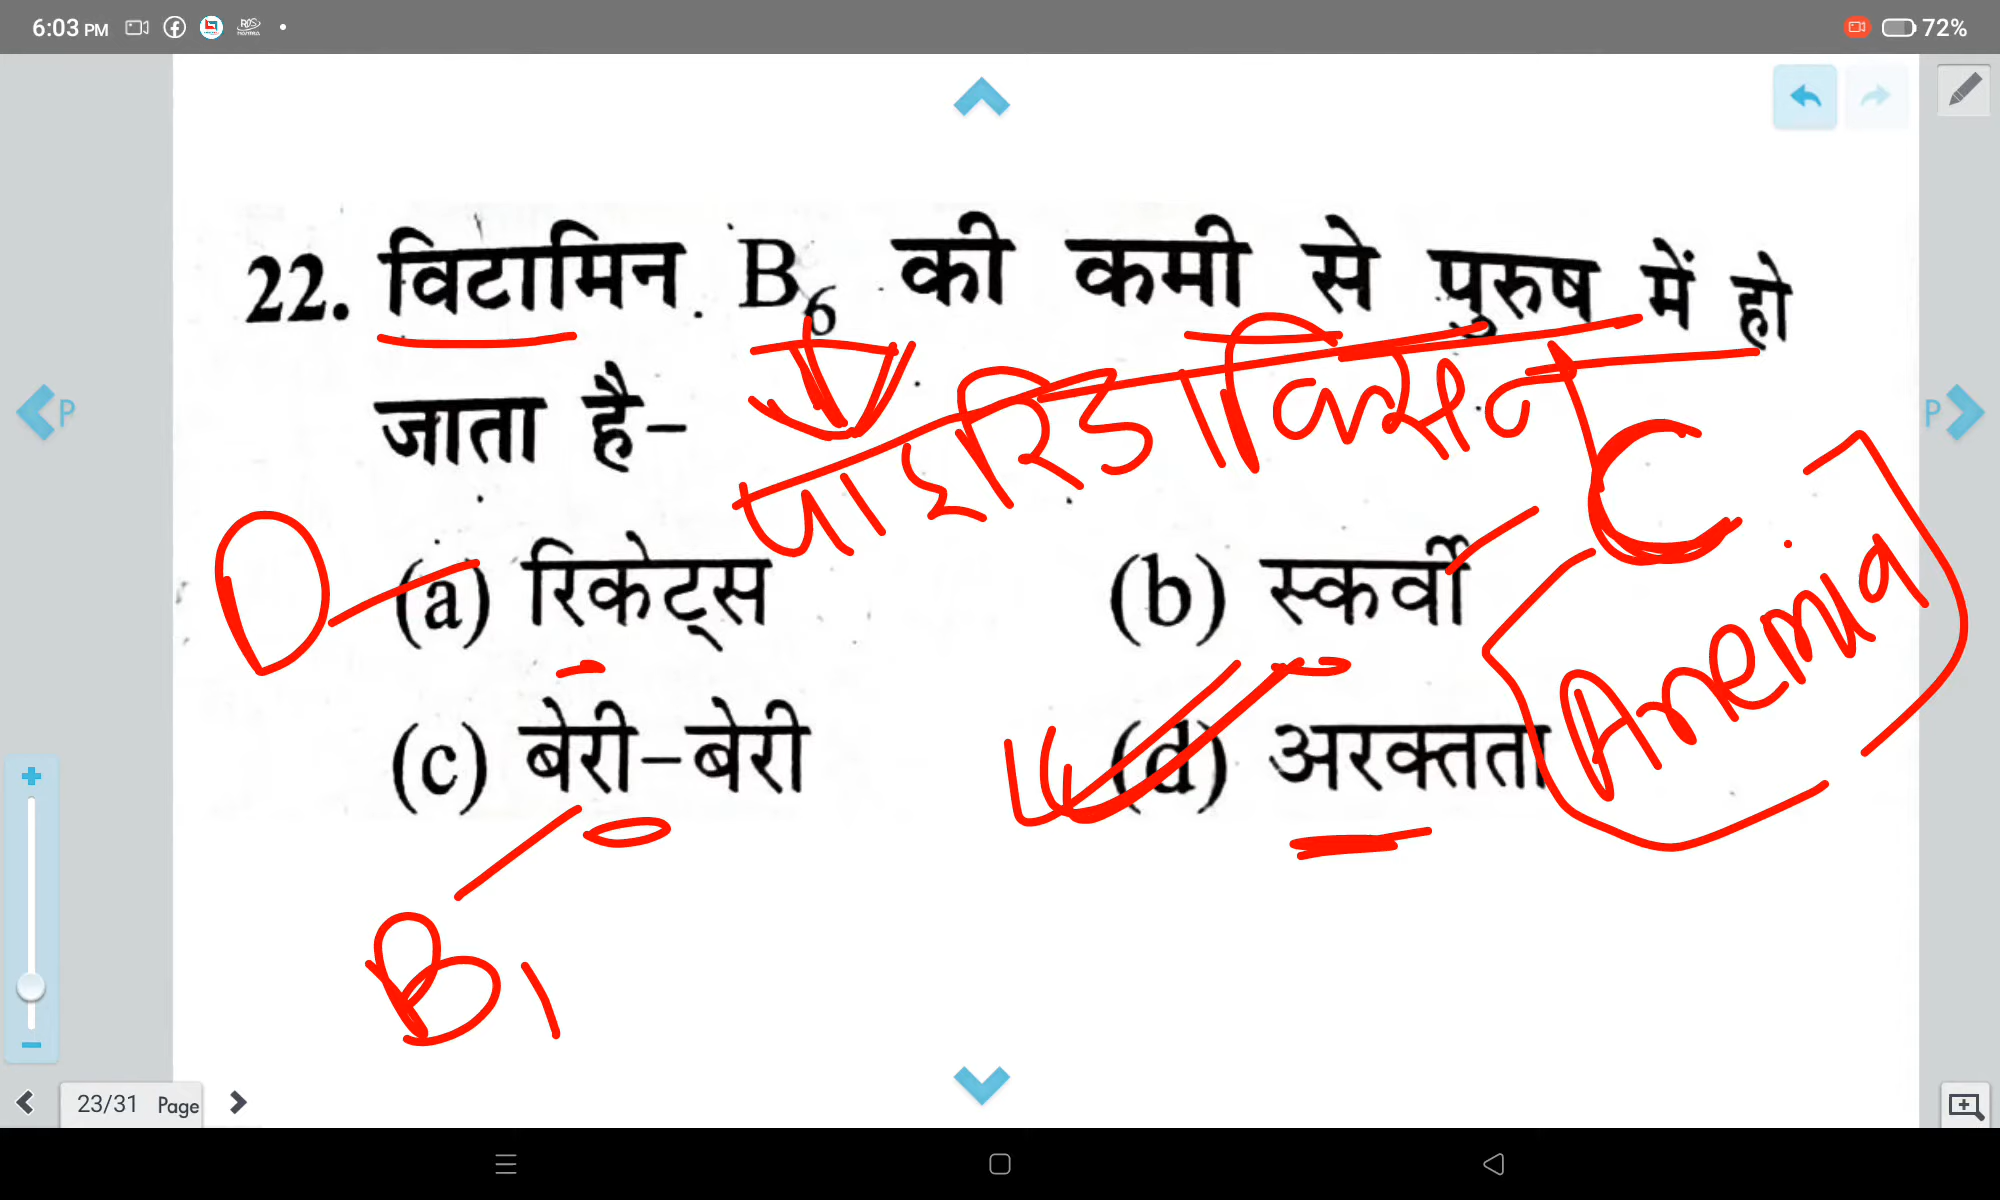 6:03 PM
72%
22. विटामिन B6 की कमी से पुरुष में हो
जाता है-
पाइरिडाक्सिन
P
P
D
(a) रिकेट्स
(b) स्कर्वी
C
(c) बेरी-बेरी
(d) अरक्तता
Anemia
B1
23/31 Page